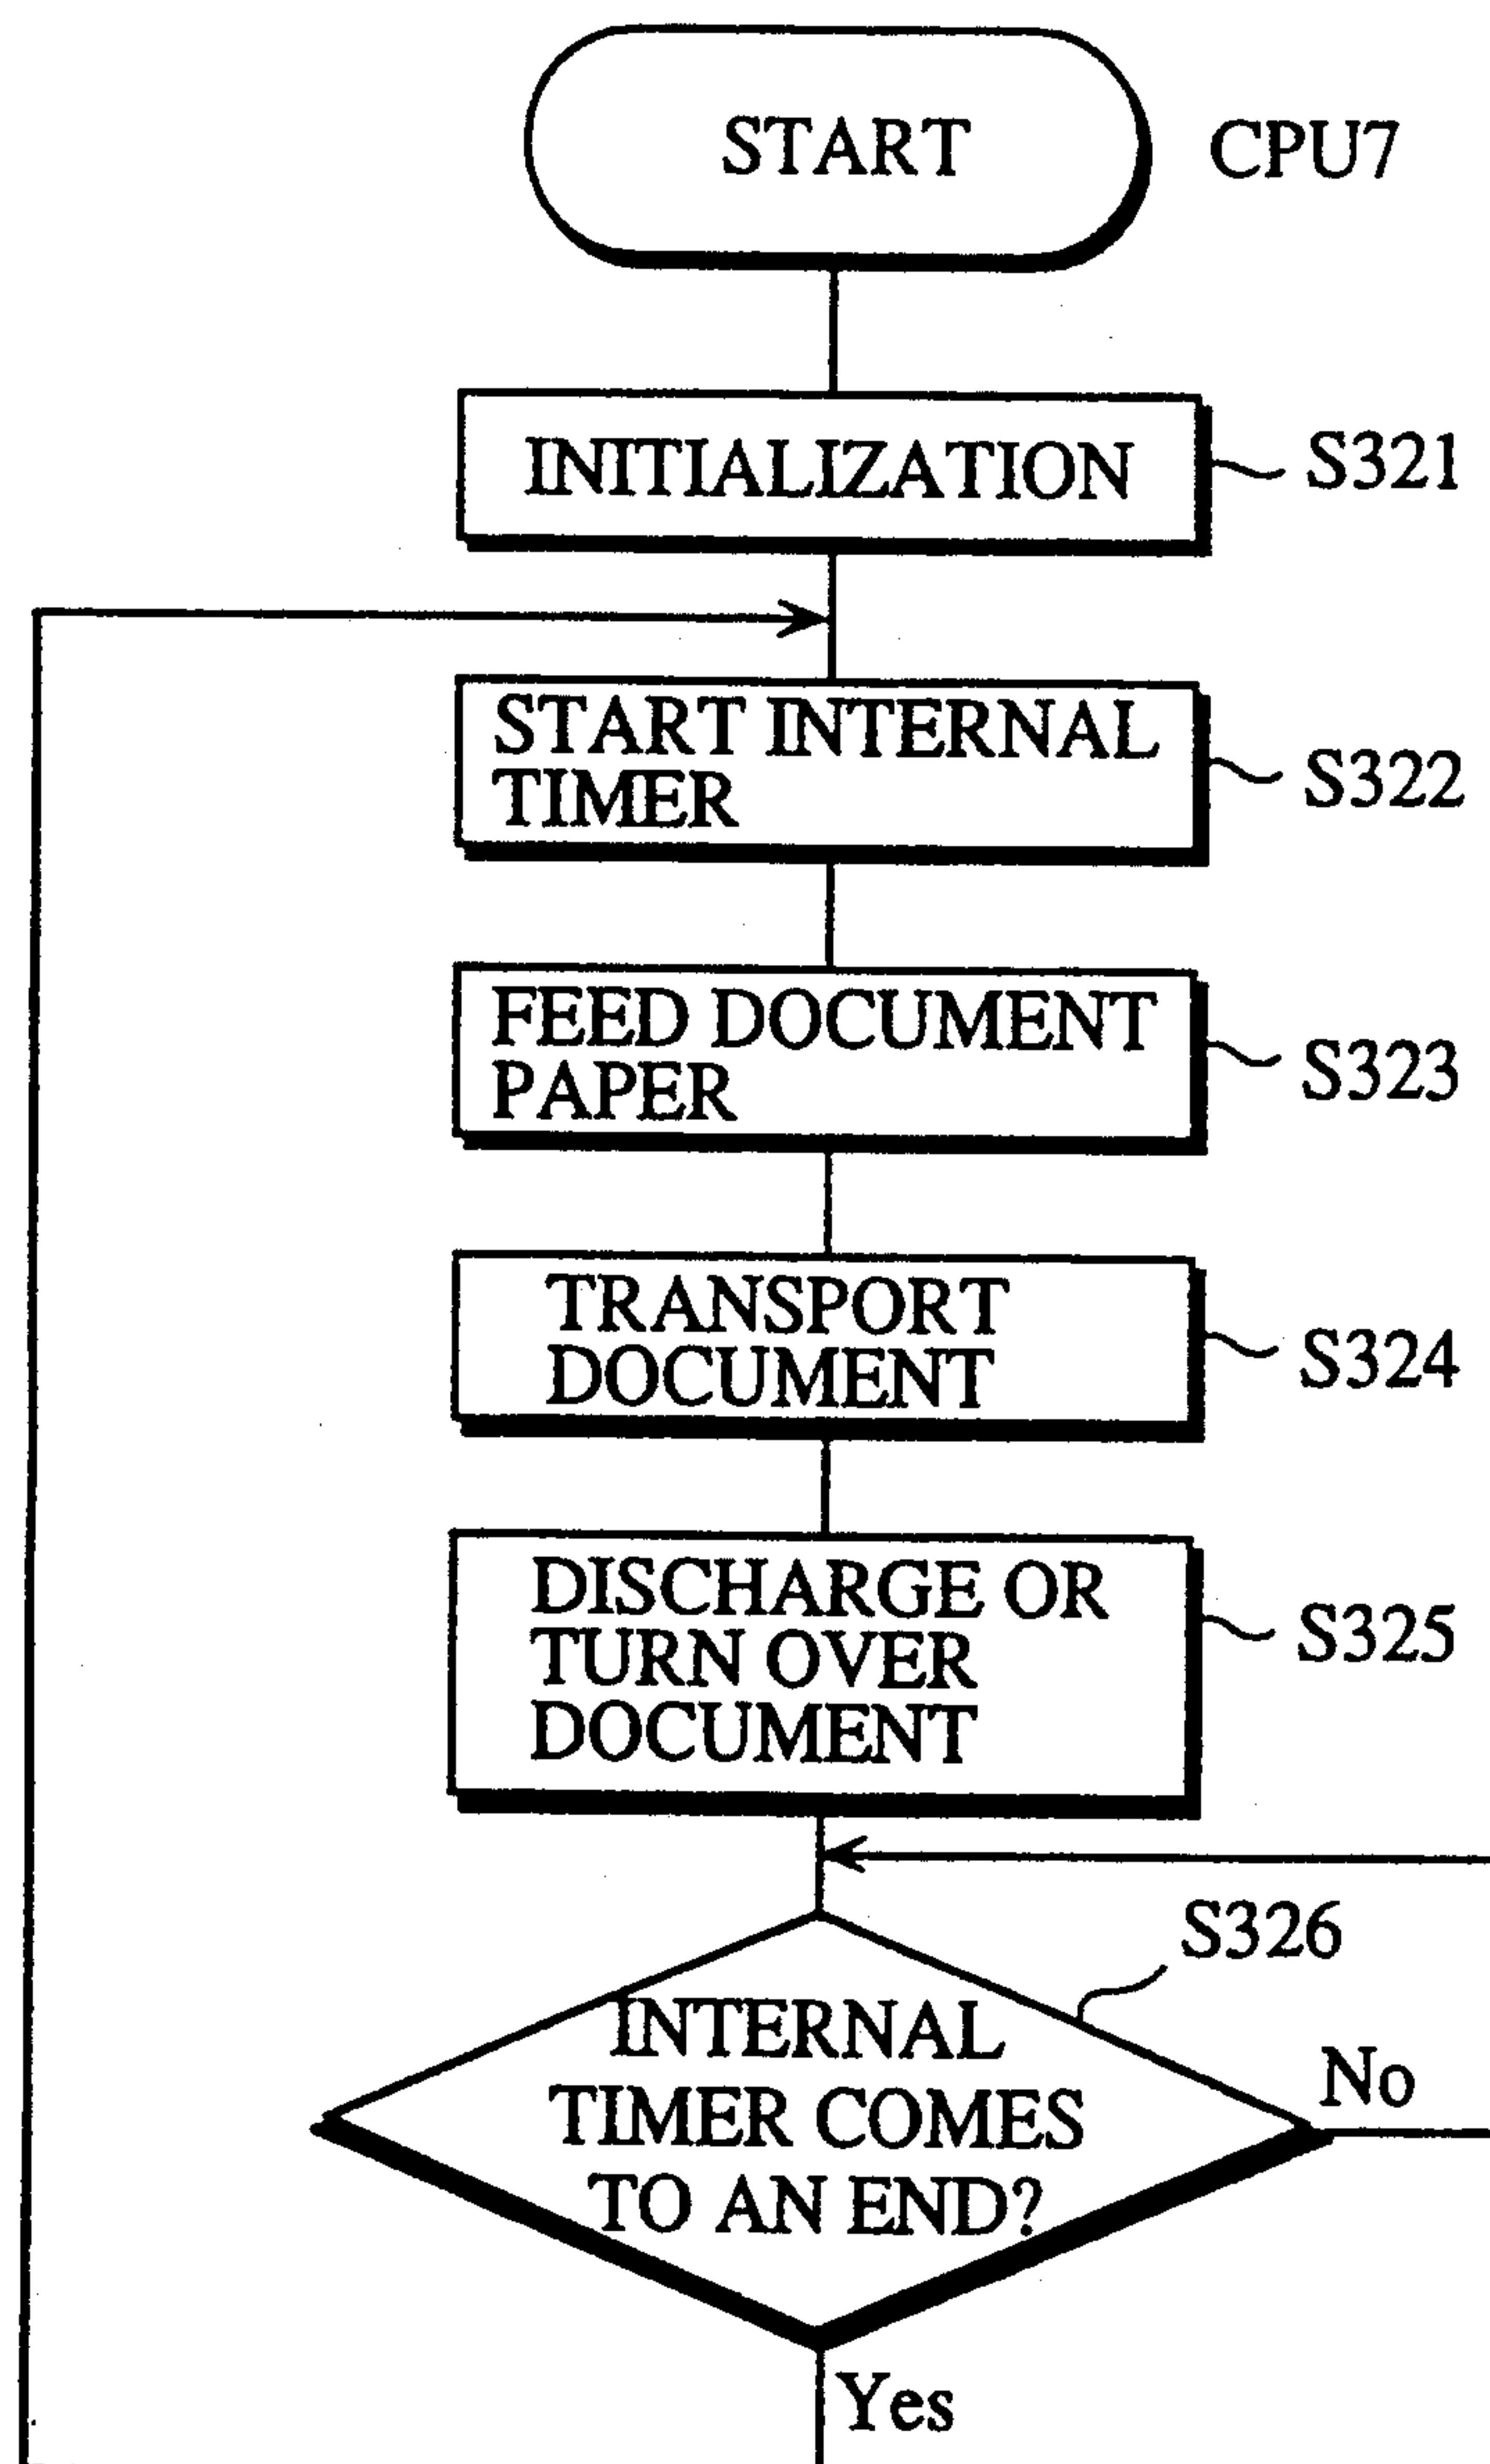 START
CPU7
INITIALIZATION
S321
START INTERNAL
TIMER
S322
FEED DOCUMENT
PAPER
S323
TRANSPORT
DOCUMENT
S324
DISCHARGE OR
TURN OVER
DOCUMENT
S325
S326
INTERNAL
TIMER COMES
TO AN END?
No
Yes